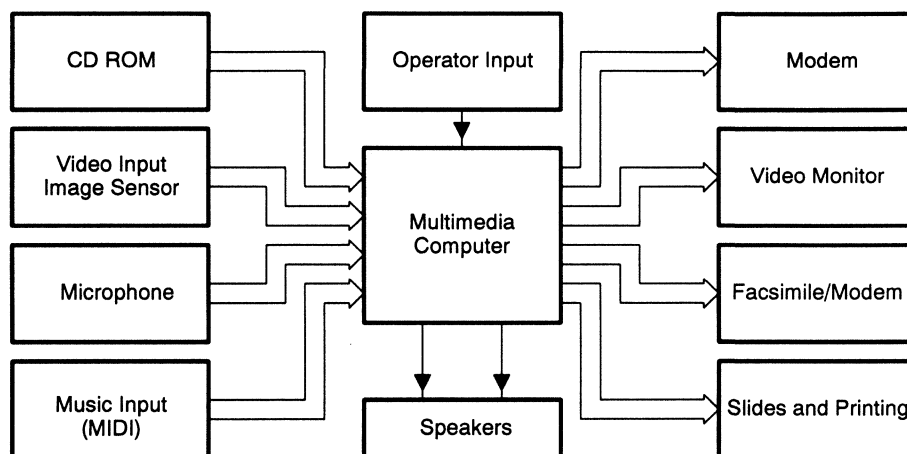 CD ROM
Operator Input
Modem
Video Input
Image Sensor
Video Monitor
Multimedia
Computer
Microphone
Facsimile/Modem
Music Input
(MIDI)
Speakers
Slides and Printing